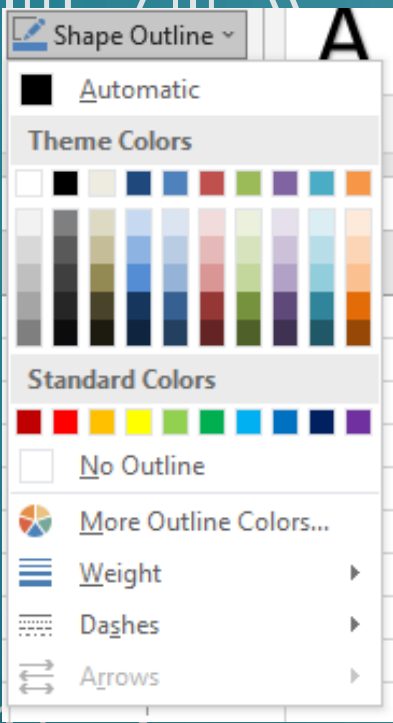 Shape Outline
A
Automatic
Theme Colors
Standard Colors
No Outline
More Outline Colors...
Weight
Dashes
Arrows